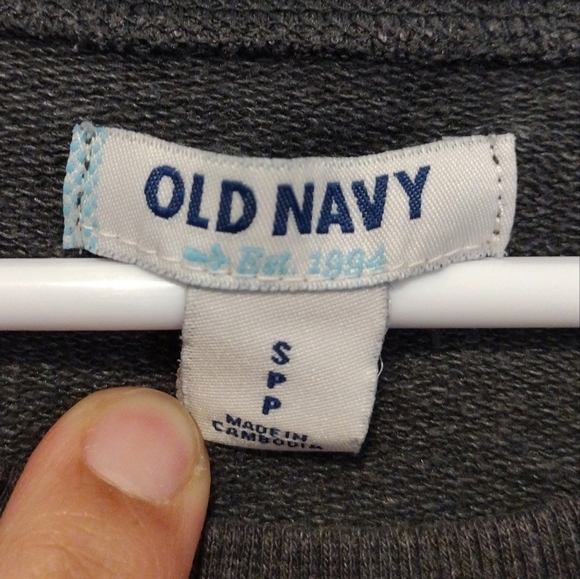 OLD NAVY
Est. 1994
S
P
P
MADE IN
CAMBODIA